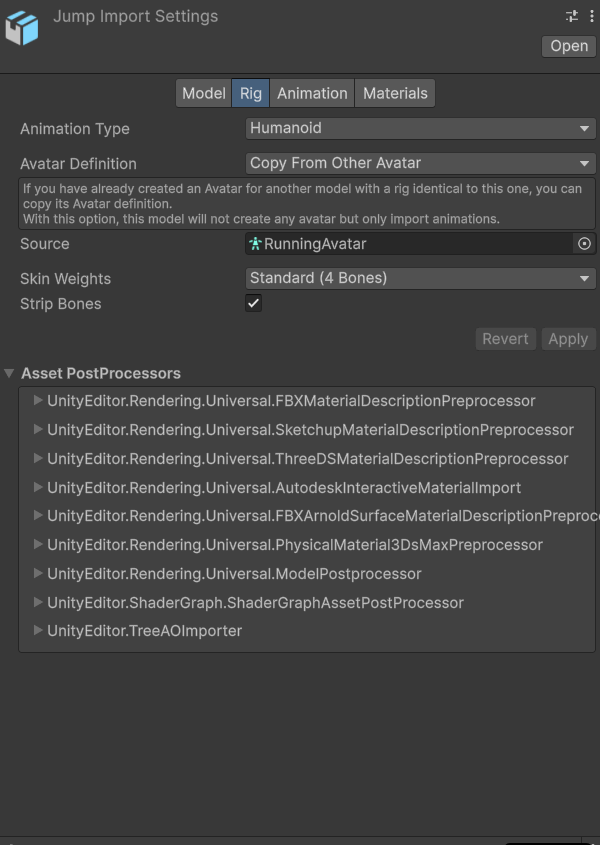 Jump Import Settings
Open
Model Rig Animation Materials
Animation Type Humanoid
Avatar Definition Copy From Other Avatar
If you have already created an Avatar for another model with a rig identical to this one, you can
copy its Avatar definition.
With this option, this model will not create any avatar but only import animations.
Source RunningAvatar
Skin Weights Standard (4 Bones)
Strip Bones
Revert Apply
Asset PostProcessors
UnityEditor.Rendering.Universal.FBXMaterialDescriptionPreprocessor
UnityEditor.Rendering.Universal.SketchupMaterialDescriptionPreprocessor
UnityEditor.Rendering.Universal.ThreeDSMaterialDescriptionPreprocessor
UnityEditor.Rendering.Universal.AutodeskInteractiveMaterialImport
UnityEditor.Rendering.Universal.FBXArnoldSurfaceMaterialDescriptionPreproc
UnityEditor.Rendering.Universal.PhysicalMaterial3DsMaxPreprocessor
UnityEditor.Rendering.Universal.ModelPostprocessor
UnityEditor.ShaderGraph.ShaderGraphAssetPostProcessor
UnityEditor.TreeAOImporter